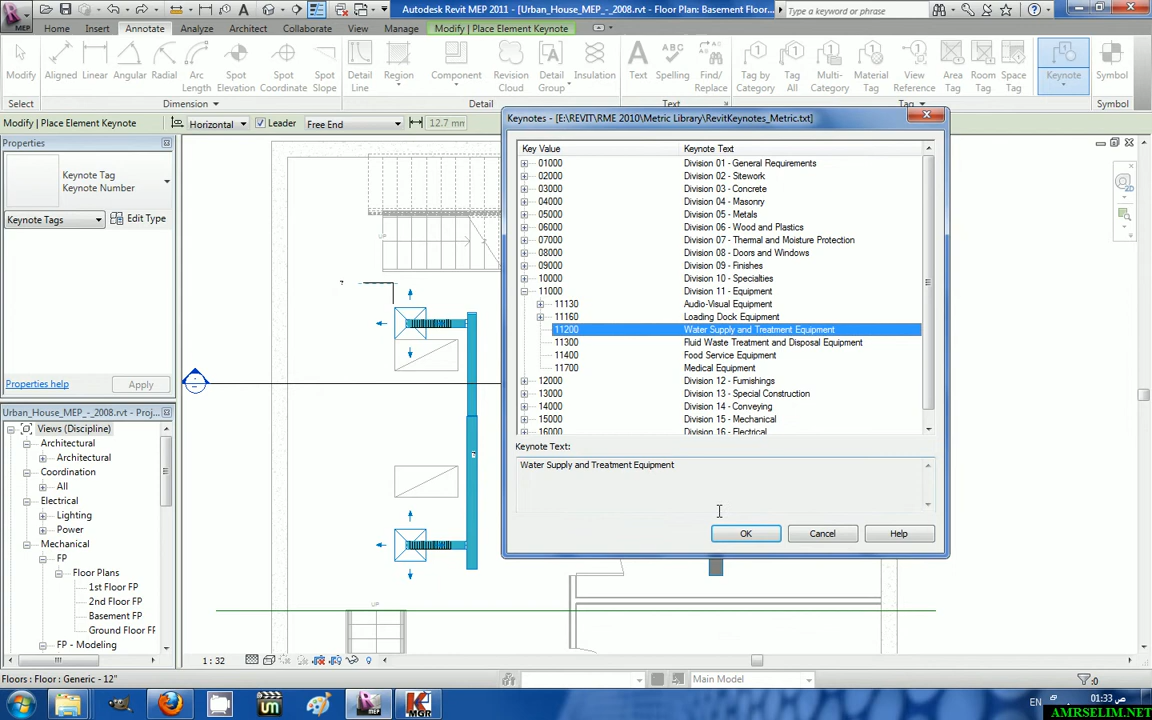 Autodesk Revit MEP 2011 - [Urban_House_MEP_-_2008.rvt - Floor Plan: Basement Floor...
Type a keyword or phrase
MEP
Home Insert Annotate Analyze Architect Collaborate View Manage Modify | Place Element Keynote
Modify Aligned Linear Angular Radial Arc Length Spot Elevation Spot Coordinate Spot Slope Detail Line Region Component Revision Cloud Detail Group Insulation Text Spelling Find/ Replace Tag by Category Tag All Multi- Category Material Tag View Reference Area Tag Room Tag Space Tag Keynote Symbol
Select Dimension Detail Text Tag Symbol
Modify | Place Element Keynote Horizontal Leader Free End 12.7 mm
Properties
Keynote Tag
Keynote Number
Keynote Tags Edit Type
Properties help Apply
Urban_House_MEP_-_2008.rvt - Proj...
Views (Discipline)
Architectural
Architectural
Coordination
All
Electrical
Lighting
Power
Mechanical
FP
Floor Plans
1st Floor FP
2nd Floor FP
Basement FP
Ground Floor FP
FP - Modeling
UP
?
?
UP
Keynotes - [E:\REVIT\RME 2010\Metric Library\RevitKeynotes_Metric.txt]
Key Value Keynote Text
01000 Division 01 - General Requirements
02000 Division 02 - Sitework
03000 Division 03 - Concrete
04000 Division 04 - Masonry
05000 Division 05 - Metals
06000 Division 06 - Wood and Plastics
07000 Division 07 - Thermal and Moisture Protection
08000 Division 08 - Doors and Windows
09000 Division 09 - Finishes
10000 Division 10 - Specialties
11000 Division 11 - Equipment
11130 Audio-Visual Equipment
11160 Loading Dock Equipment
11200 Water Supply and Treatment Equipment
11300 Fluid Waste Treatment and Disposal Equipment
11400 Food Service Equipment
11700 Medical Equipment
12000 Division 12 - Furnishings
13000 Division 13 - Special Construction
14000 Division 14 - Conveying
15000 Division 15 - Mechanical
16000 Division 16 - Electrical
Keynote Text:
Water Supply and Treatment Equipment
OK Cancel Help
1 : 32
Floors : Floor : Generic - 12" Main Model :0
EN 01:33 ص
AMRSELIM.NET